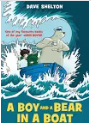 DAVE SHELTON
A BOY AND A BEAR
IN A BOAT